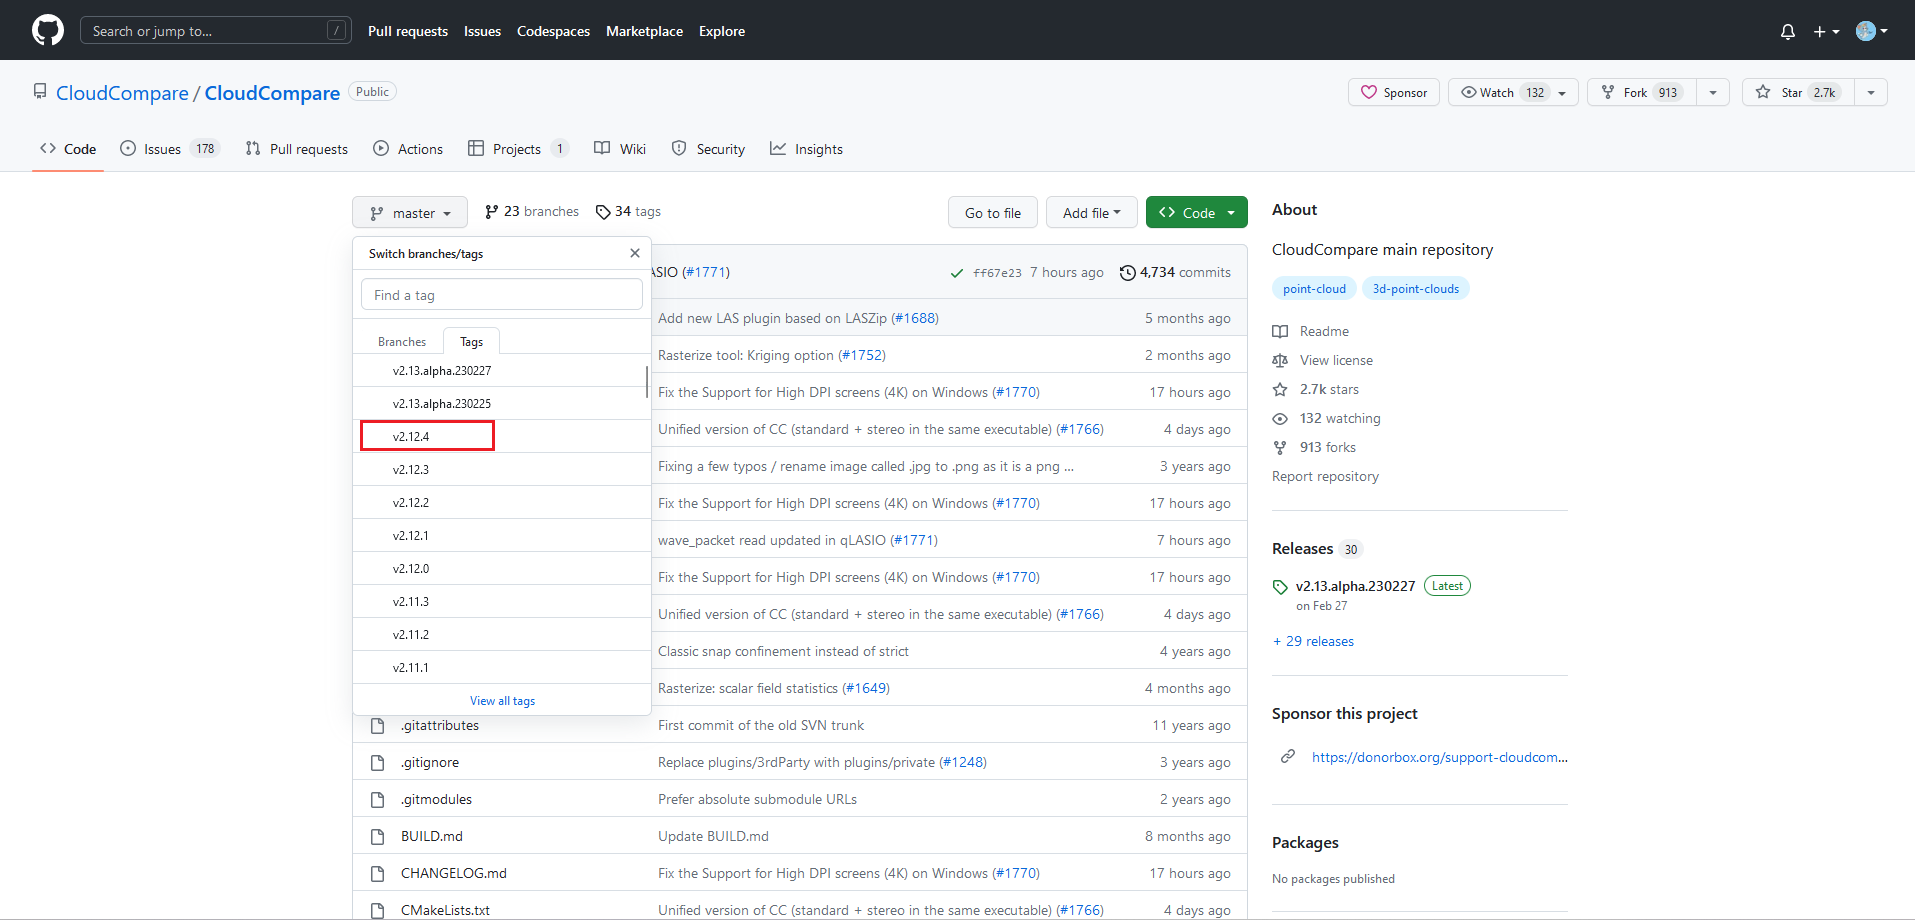 Search or jump to... /
Pull requests Issues Codespaces Marketplace Explore
CloudCompare / CloudCompare Public
Sponsor Watch 132 Fork 913 Star 2.7k
Code Issues 178 Pull requests Actions Projects 1 Wiki Security Insights
master 23 branches 34 tags Go to file Add file Code
Switch branches/tags
Find a tag
Branches Tags
v2.13.alpha.230227
v2.13.alpha.230225
v2.12.4
v2.12.3
v2.12.2
v2.12.1
v2.12.0
v2.11.3
v2.11.2
v2.11.1
View all tags
ASIO (#1771) ff67e23 7 hours ago 4,734 commits
Add new LAS plugin based on LASZip (#1688) 5 months ago
Rasterize tool: Kriging option (#1752) 2 months ago
Fix the Support for High DPI screens (4K) on Windows (#1770) 17 hours ago
Unified version of CC (standard + stereo in the same executable) (#1766) 4 days ago
Fixing a few typos / rename image called .jpg to .png as it is a png ... 3 years ago
Fix the Support for High DPI screens (4K) on Windows (#1770) 17 hours ago
wave_packet read updated in qLASIO (#1771) 7 hours ago
Fix the Support for High DPI screens (4K) on Windows (#1770) 17 hours ago
Unified version of CC (standard + stereo in the same executable) (#1766) 4 days ago
Classic snap confinement instead of strict 4 years ago
Rasterize: scalar field statistics (#1649) 4 months ago
.gitattributes First commit of the old SVN trunk 11 years ago
.gitignore Replace plugins/3rdParty with plugins/private (#1248) 3 years ago
.gitmodules Prefer absolute submodule URLs 2 years ago
BUILD.md Update BUILD.md 8 months ago
CHANGELOG.md Fix the Support for High DPI screens (4K) on Windows (#1770) 17 hours ago
CMakeLists.txt Unified version of CC (standard + stereo in the same executable) (#1766) 4 days ago
About
CloudCompare main repository
point-cloud 3d-point-clouds
Readme
View license
2.7k stars
132 watching
913 forks
Report repository
Releases 30
v2.13.alpha.230227 Latest
on Feb 27
+ 29 releases
Sponsor this project
https://donorbox.org/support-cloudcom...
Packages
No packages published